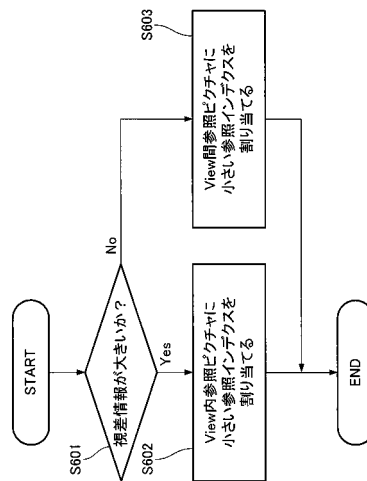 START
S601
視差情報が大きいか？
No
Yes
S602
View内参照ピクチャに
小さい参照インデクスを
割り当てる
S603
View間参照ピクチャに
小さい参照インデクスを
割り当てる
END